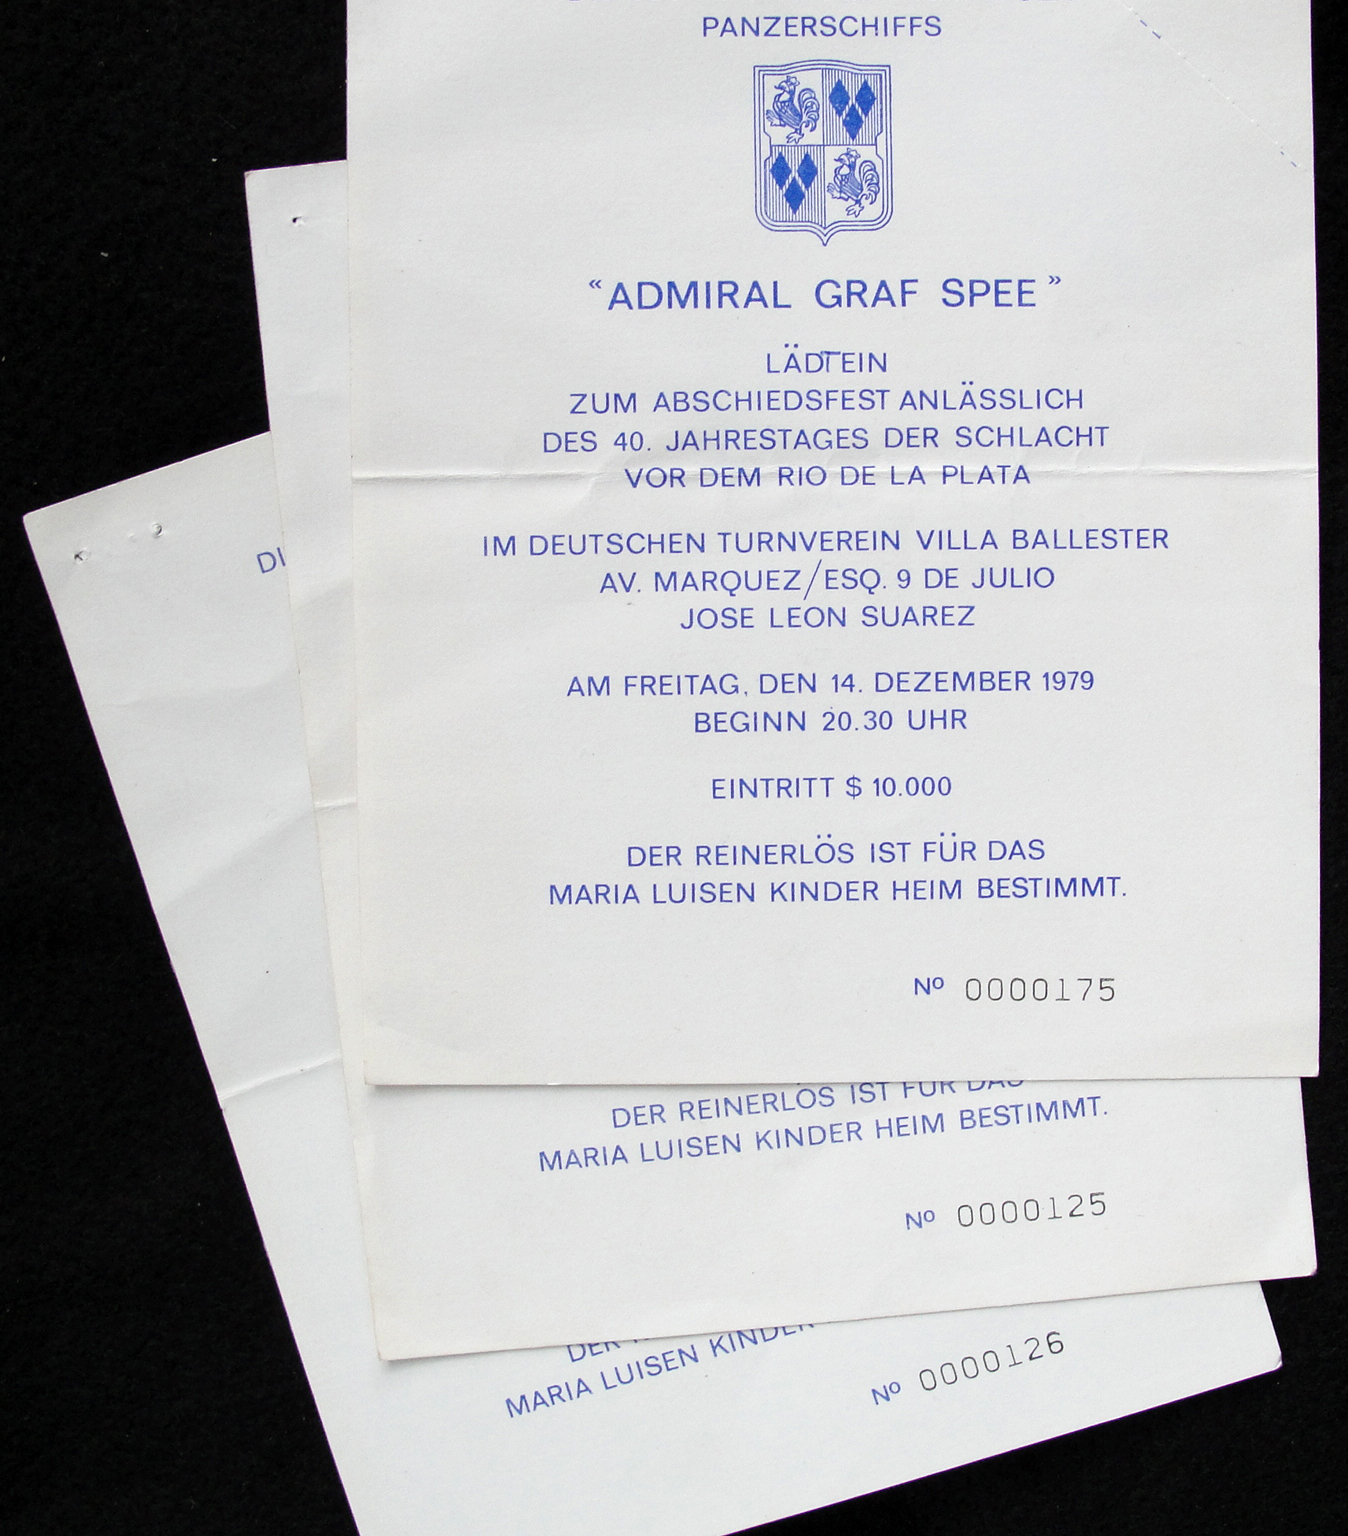 PANZERSCHIFFS
"ADMIRAL GRAF SPEE"
LÄDT EIN
ZUM ABSCHIEDSFEST ANLÄSSLICH
DES 40. JAHRESTAGES DER SCHLACHT
VOR DEM RIO DE LA PLATA
IM DEUTSCHEN TURNVEREIN VILLA BALLESTER
AV. MARQUEZ/ESQ. 9 DE JULIO
JOSE LEON SUAREZ
AM FREITAG, DEN 14. DEZEMBER 1979
BEGINN 20.30 UHR
EINTRITT $ 10.000
DER REINERLÖS IST FÜR DAS
MARIA LUISEN KINDER HEIM BESTIMMT.
Nº 0000175
DER REINERLÖS IST FÜR DAS
MARIA LUISEN KINDER HEIM BESTIMMT.
Nº 0000125
DI
DER
MARIA LUISEN KINDER
Nº 0000126